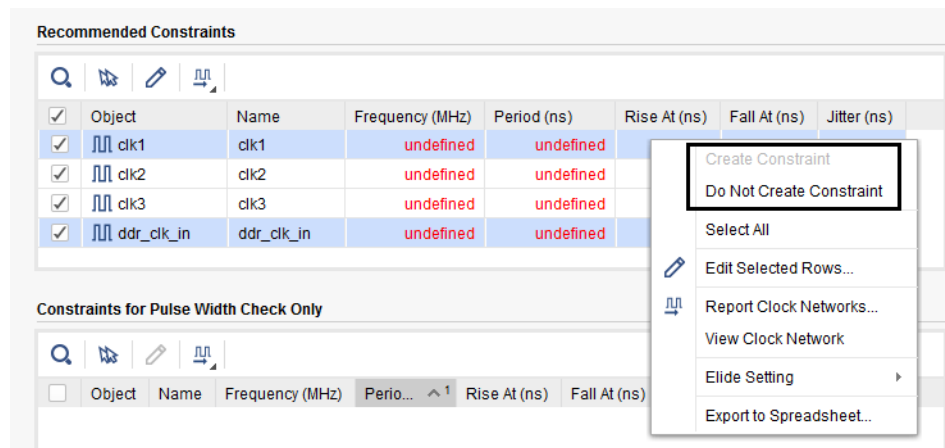 Recommended Constraints
Object Name Frequency (MHz) Period (ns) Rise At (ns) Fall At (ns) Jitter (ns)
clk1 clk1 undefined undefined
clk2 clk2 undefined undefined
clk3 clk3 undefined undefined
ddr_clk_in ddr_clk_in undefined undefined
Create Constraint
Do Not Create Constraint
Select All
Edit Selected Rows...
Report Clock Networks...
View Clock Network
Elide Setting
Export to Spreadsheet...
Constraints for Pulse Width Check Only
Object Name Frequency (MHz) Perio... 1 Rise At (ns) Fall At (ns)